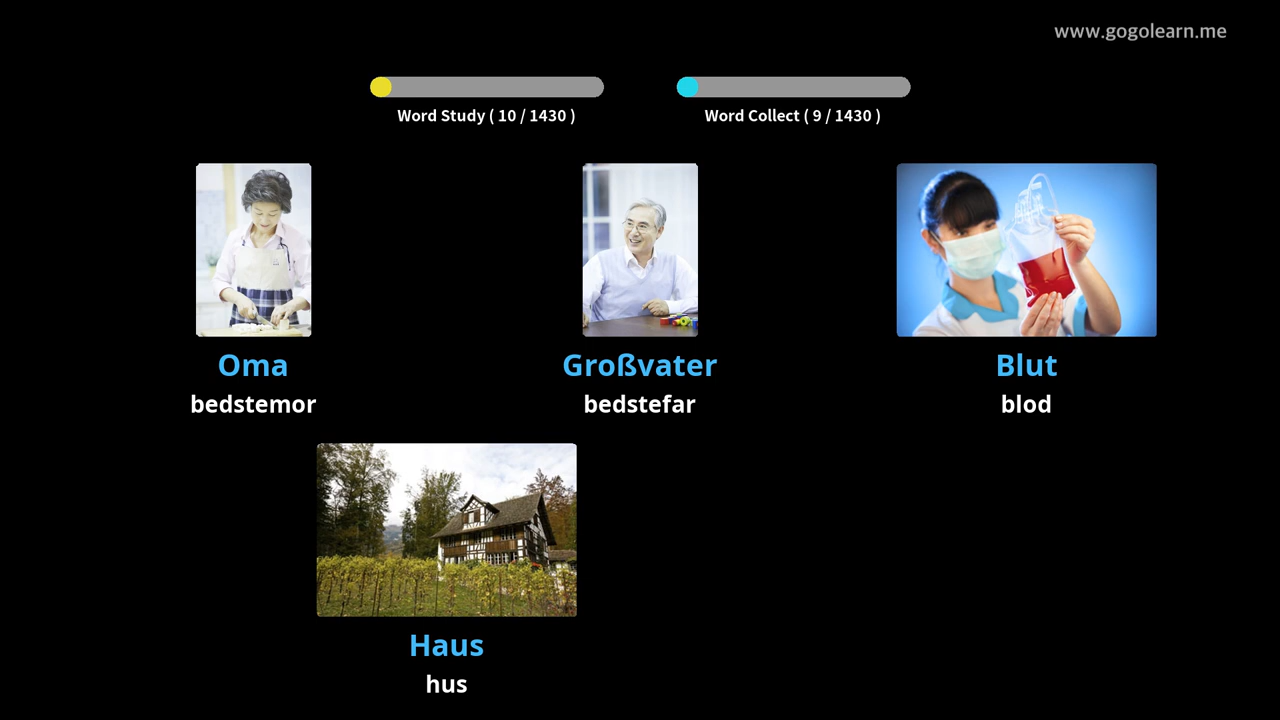 www.gogolearn.me
Word Study ( 10 / 1430 )
Word Collect ( 9 / 1430 )
Oma
bedstemor
Großvater
bedstefar
Blut
blod
Haus
hus